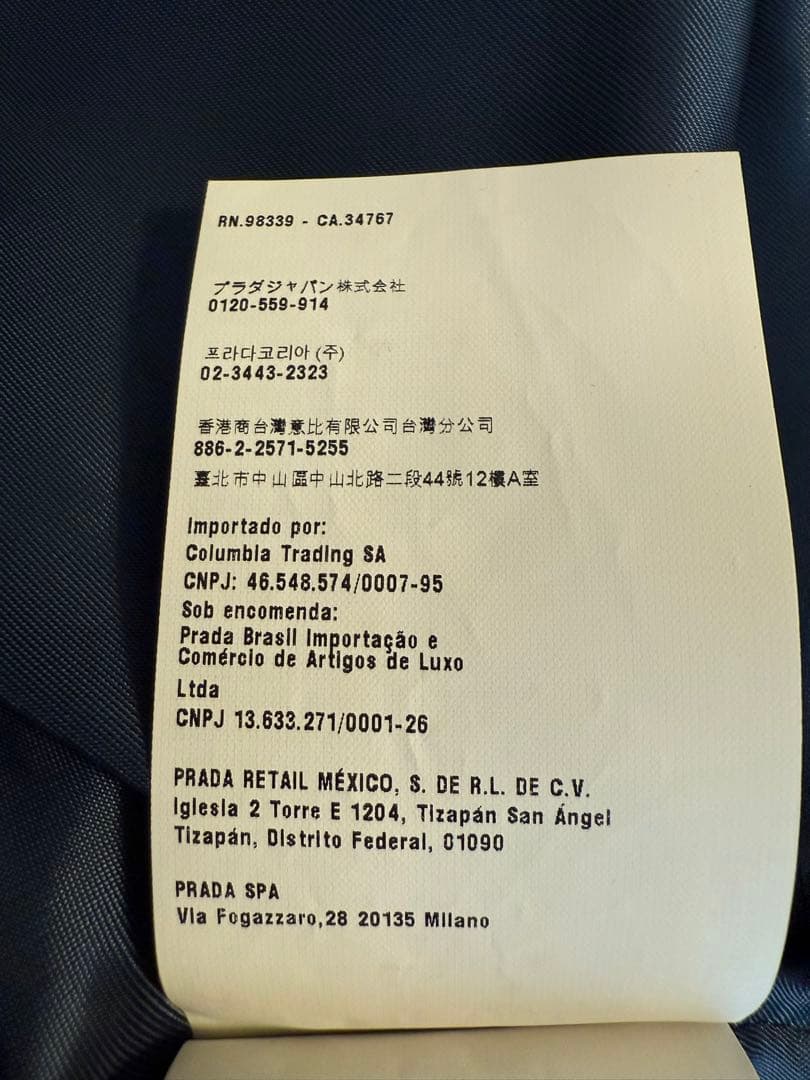 RN.98339 - CA.34767
プラダジャパン株式会社
0120-559-914
프라다코리아 (주)
02-3443-2323
香港商台灣意比有限公司台灣分公司
886-2-2571-5255
臺北市中山區中山北路二段44號12樓A室
Importado por:
Columbia Trading SA
CNPJ: 46.548.574/0007-95
Sob encomenda:
Prada Brasil Importação e
Comércio de Artigos de Luxo
Ltda
CNPJ 13.633.271/0001-26
PRADA RETAIL MÉXICO, S. DE R.L. DE C.V.
Iglesia 2 Torre E 1204, Tizapán San Ángel
Tizapán, Distrito Federal, 01090
PRADA SPA
Via Fogazzaro,28 20135 Milano